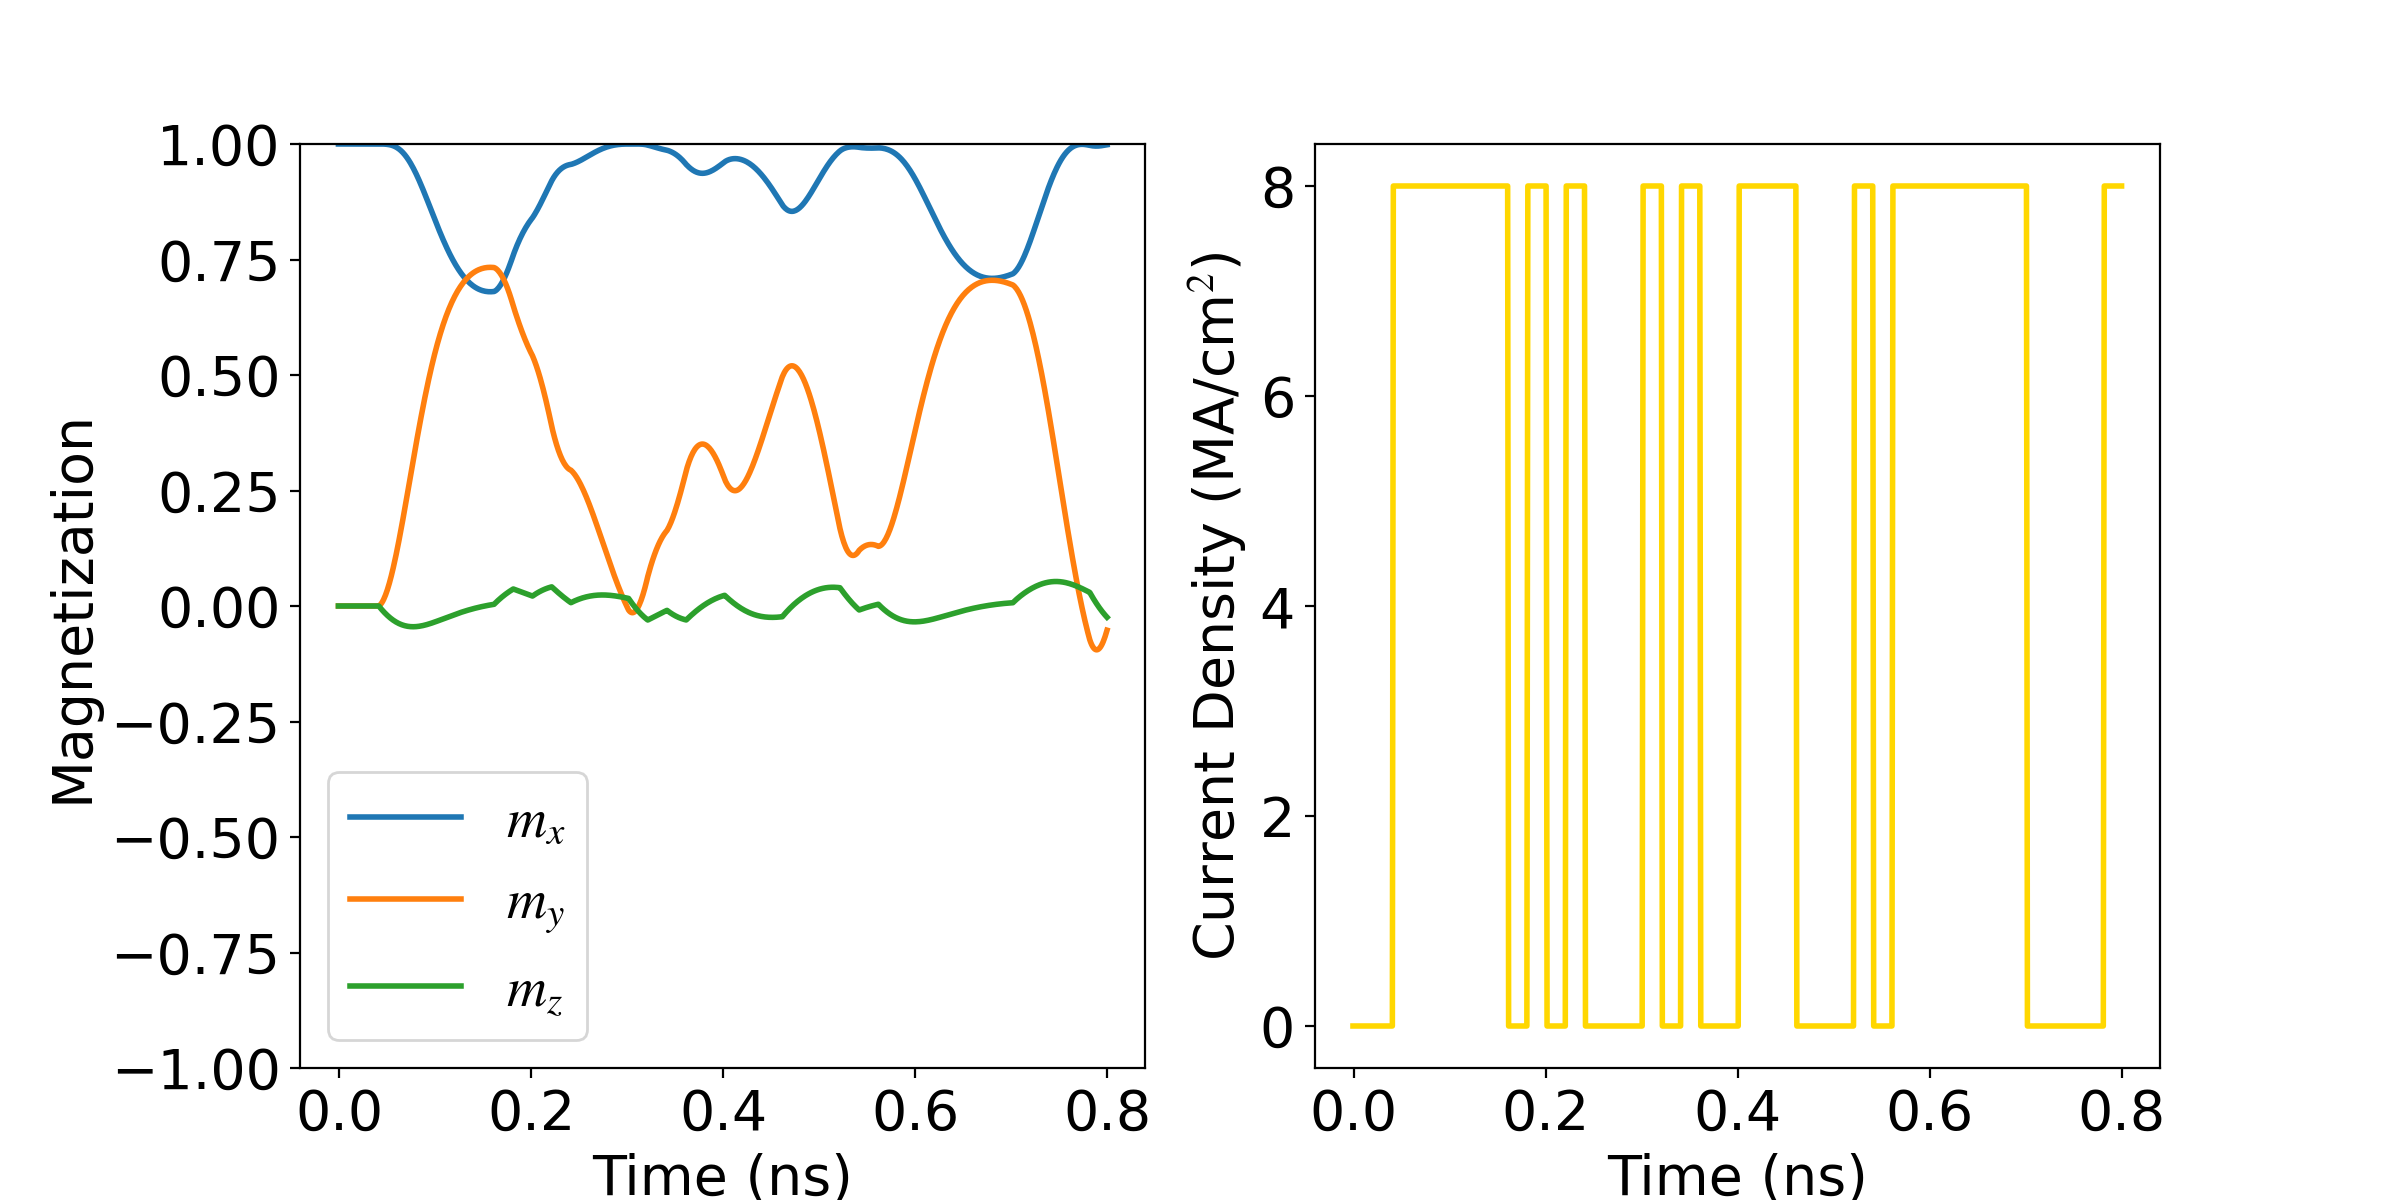 1.00
0.75
0.50
0.25
0.00
−0.25
−0.50
−0.75
−1.00
Magnetization
m_x
m_y
m_z
0.0 0.2 0.4 0.6 0.8
Time (ns)
8
6
4
2
0
Current Density (MA/cm²)
0.0 0.2 0.4 0.6 0.8
Time (ns)